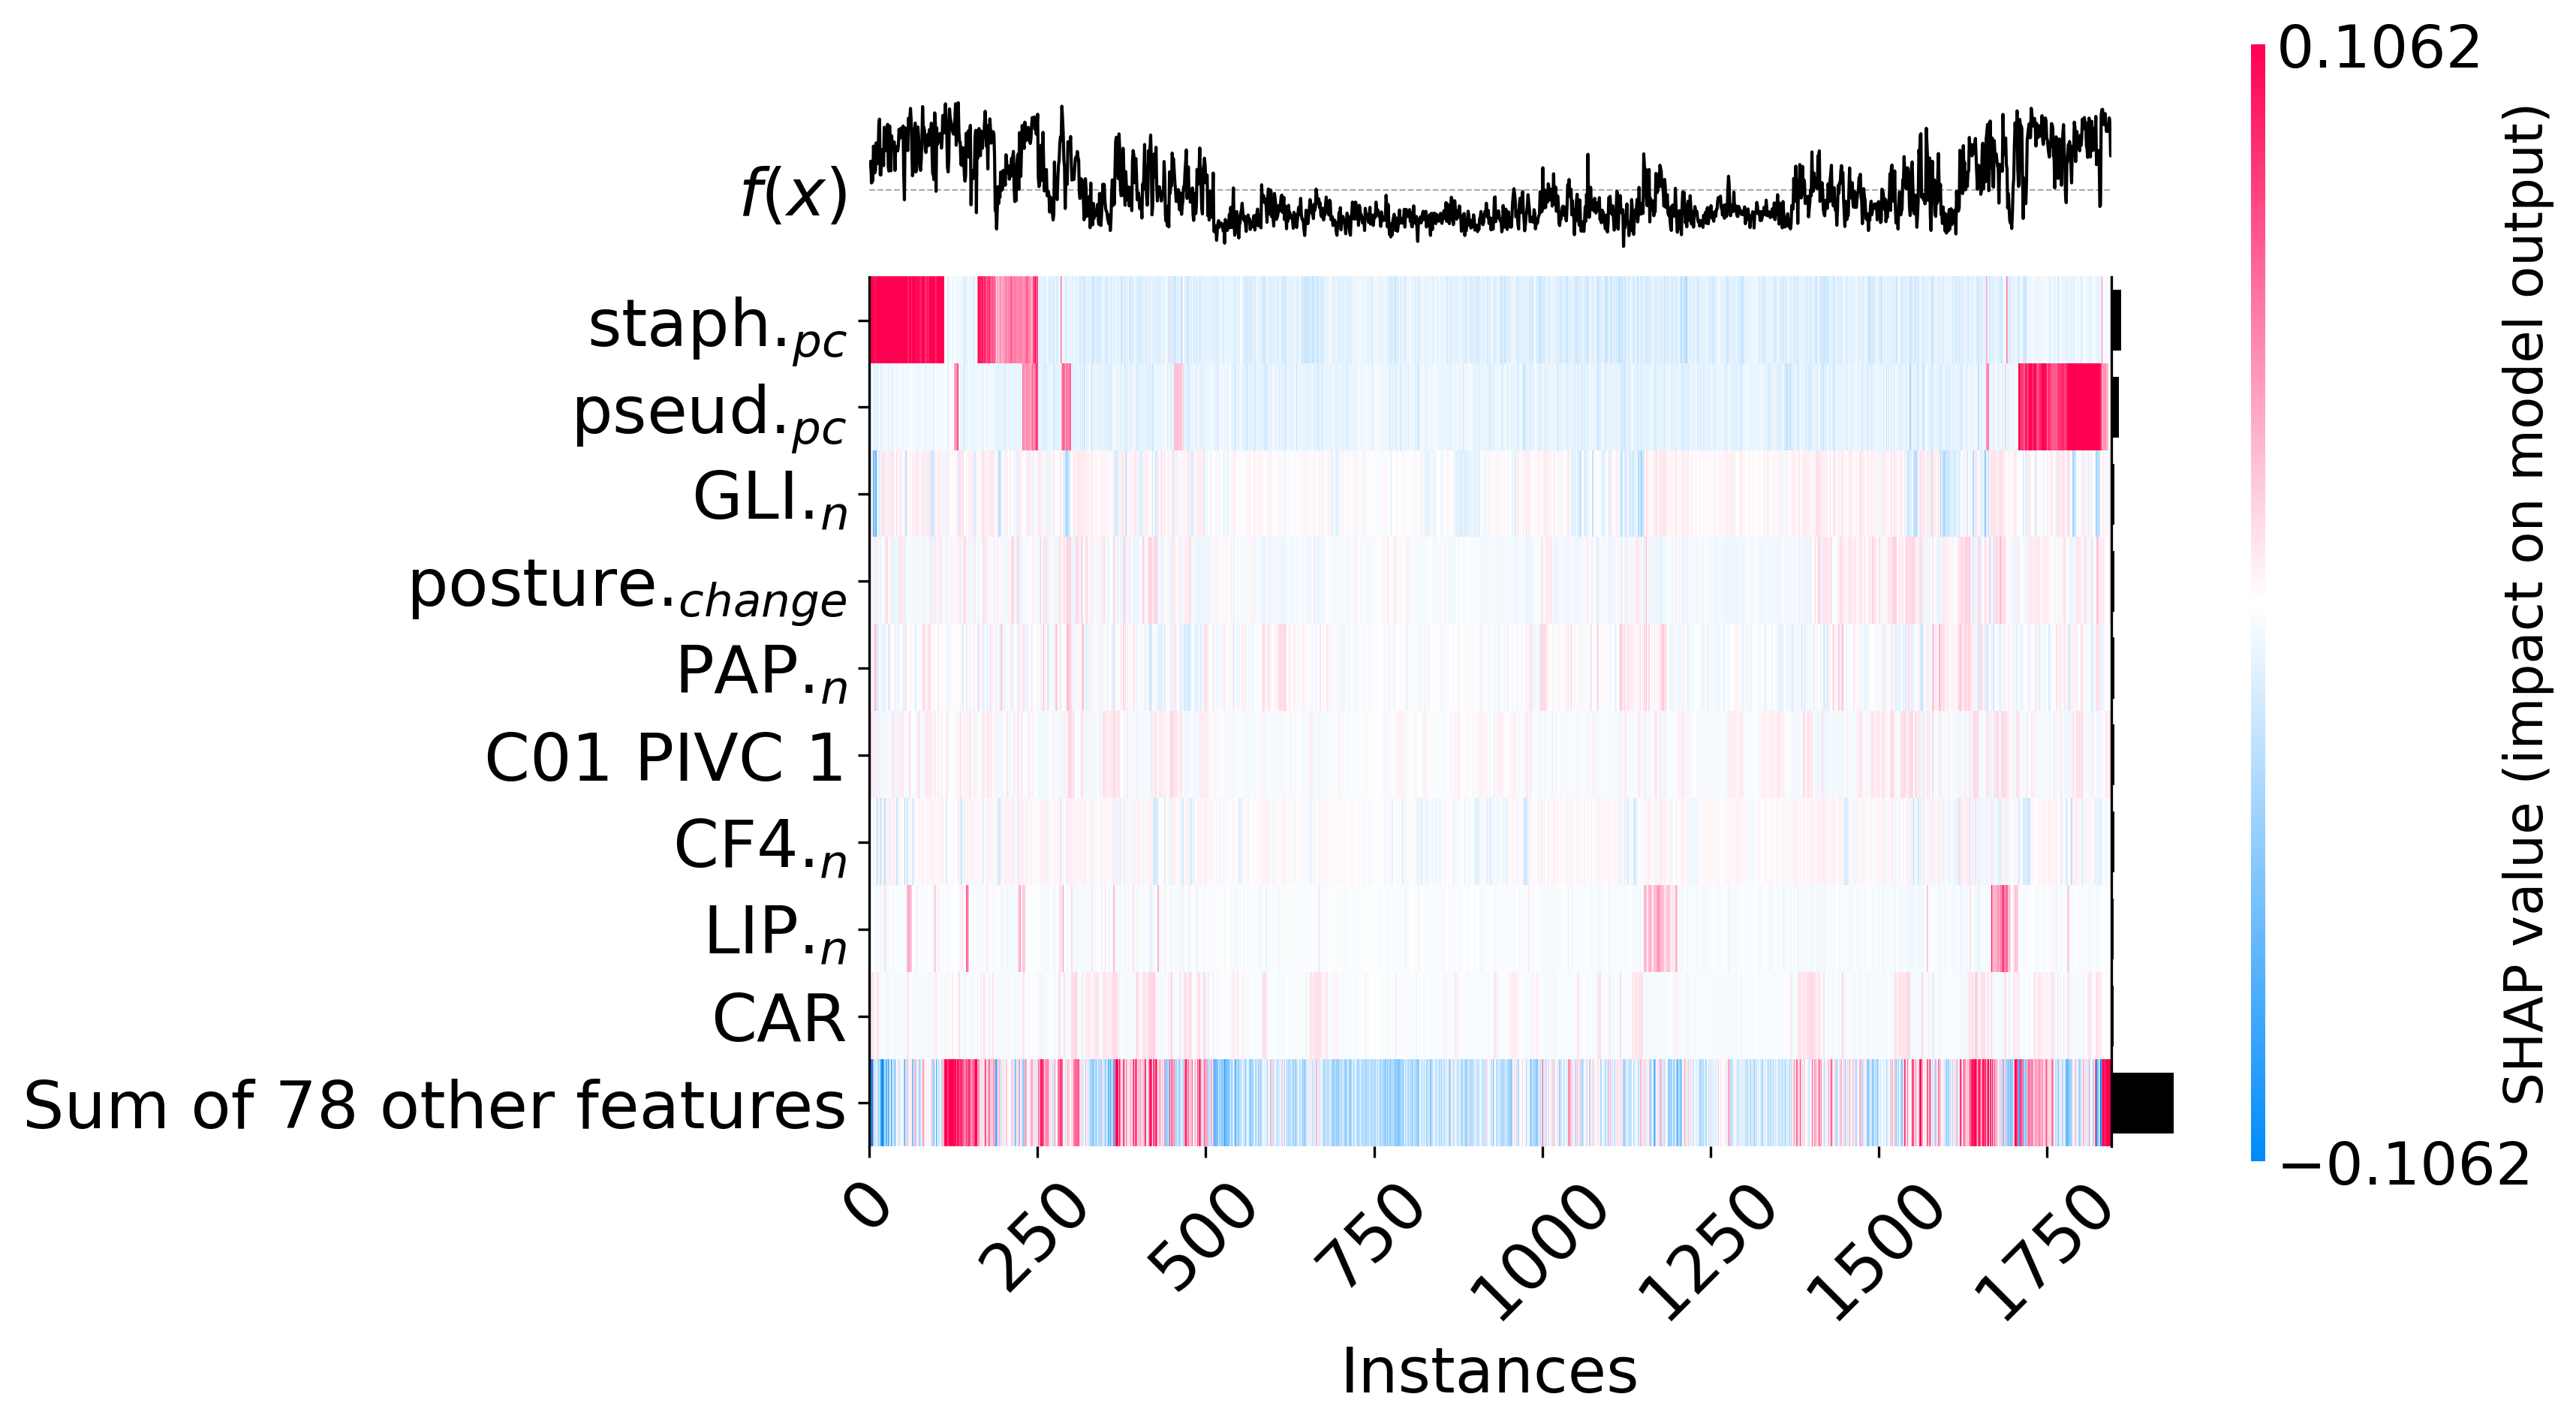 0.1062
f(x)
staph.pc
pseud.pc
GLI.n
posture.change
PAP.n
C01 PIVC 1
CF4.n
LIP.n
CAR
Sum of 78 other features
0 250 500 750 1000 1250 1500 1750
Instances
−0.1062
SHAP value (impact on model output)